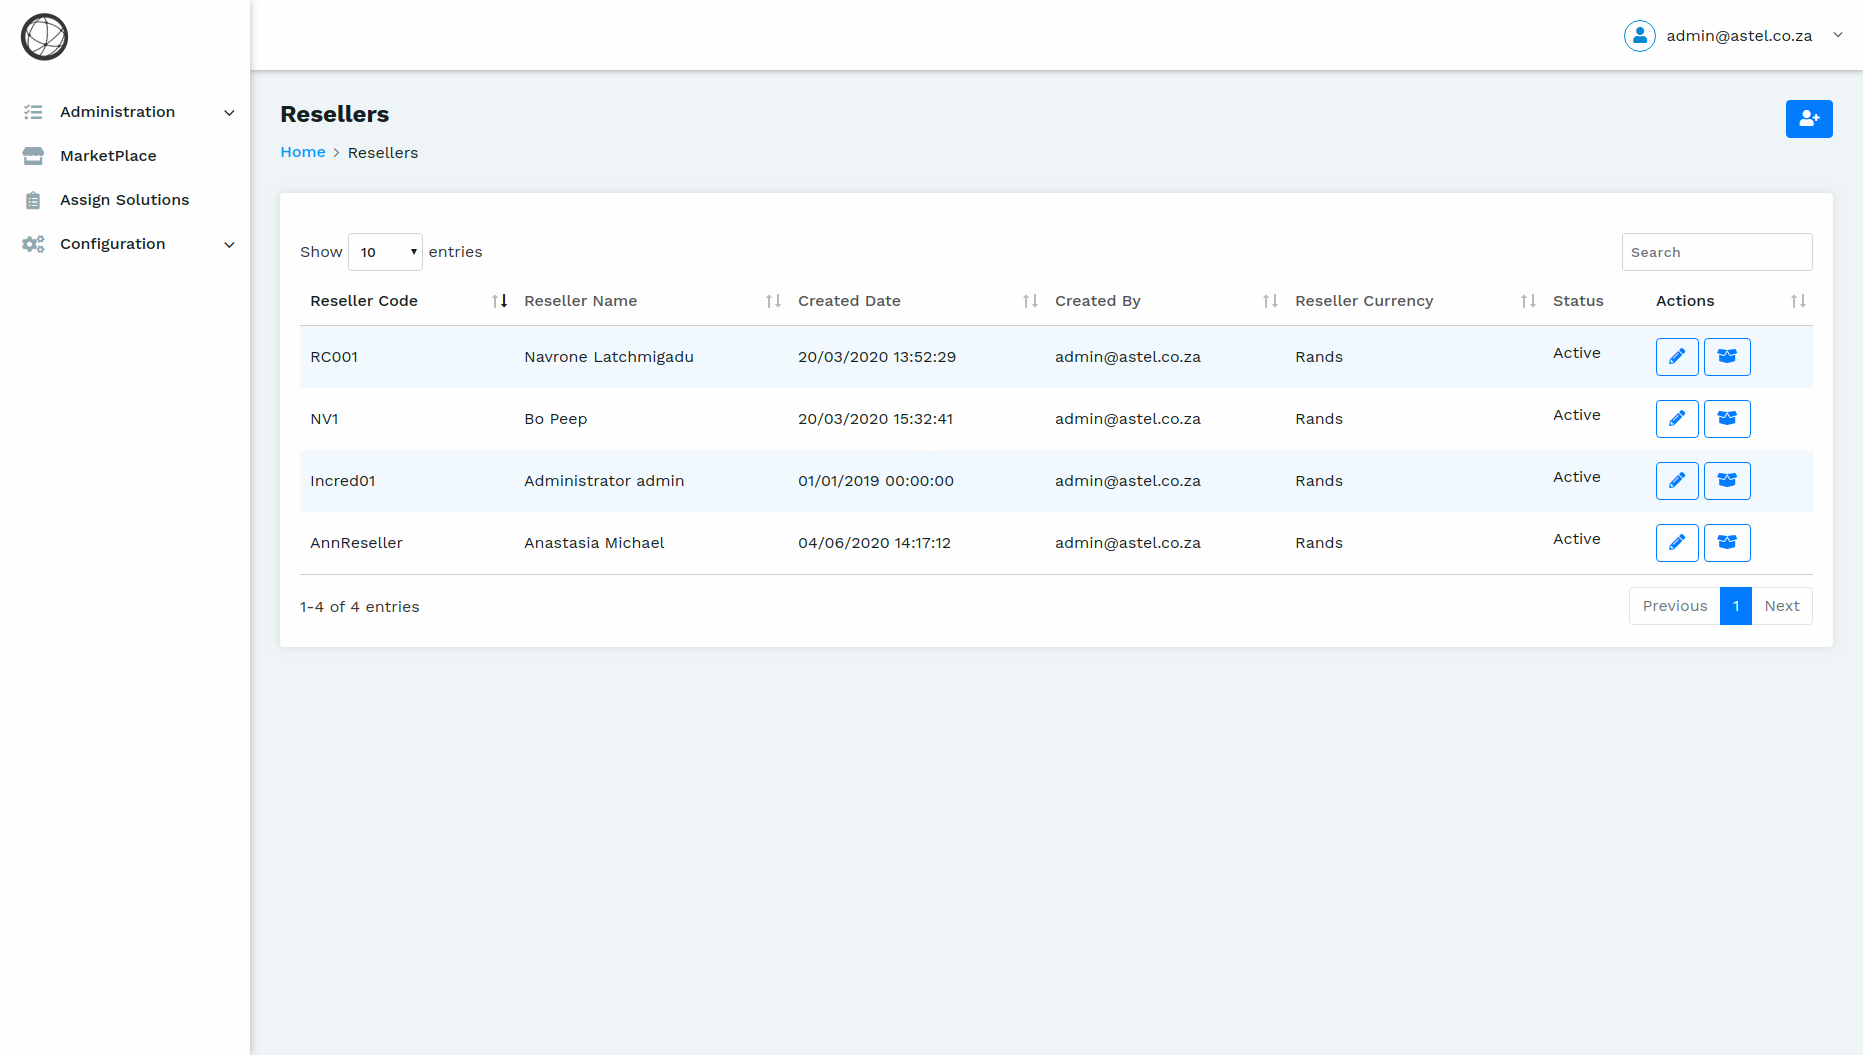 admin@astel.co.za
Administration
MarketPlace
Assign Solutions
Configuration
Resellers
Home > Resellers
Show 10 entries
Search
Reseller Code Reseller Name Created Date Created By Reseller Currency Status Actions
RC001 Navrone Latchmigadu 20/03/2020 13:52:29 admin@astel.co.za Rands Active
NV1 Bo Peep 20/03/2020 15:32:41 admin@astel.co.za Rands Active
Incred01 Administrator admin 01/01/2019 00:00:00 admin@astel.co.za Rands Active
AnnReseller Anastasia Michael 04/06/2020 14:17:12 admin@astel.co.za Rands Active
1-4 of 4 entries
Previous 1 Next